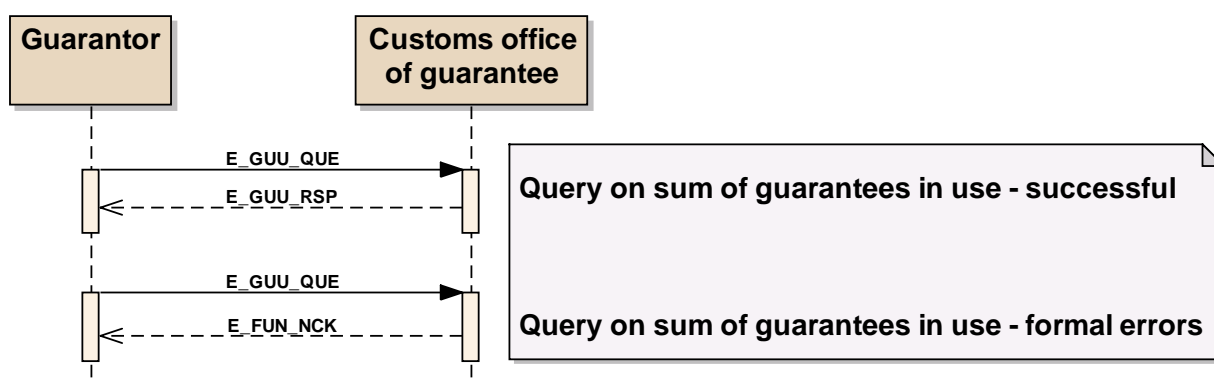 Guarantor
Customs office
of guarantee
E_GUU_QUE
E_GUU_RSP
Query on sum of guarantees in use - successful
E_GUU_QUE
E_FUN_NCK
Query on sum of guarantees in use - formal errors